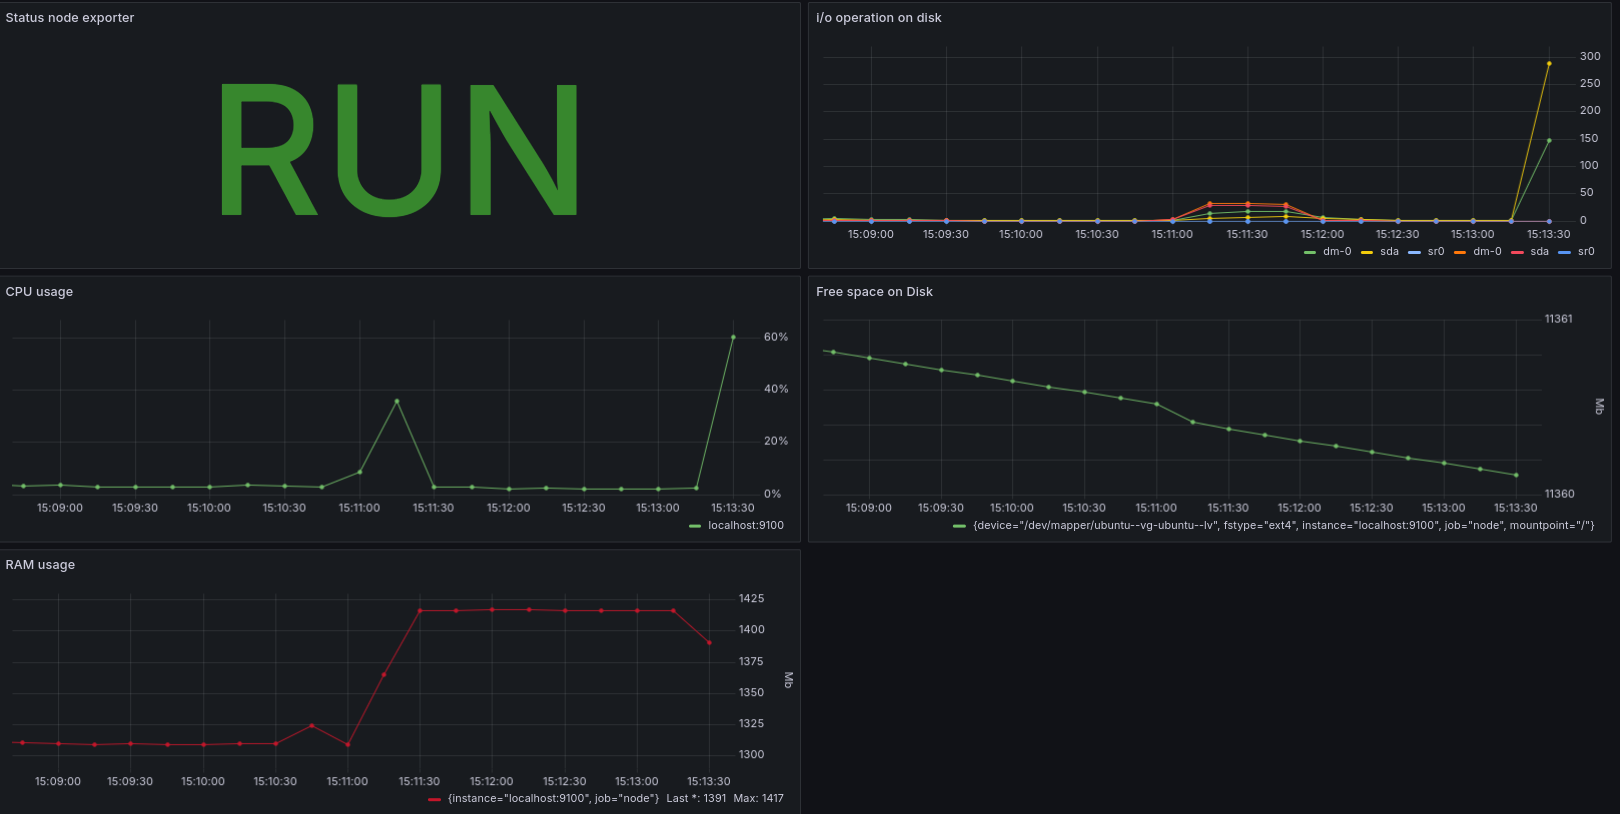 Status node exporter
RUN
i/o operation on disk
300
250
200
150
100
50
0
15:09:00 15:09:30 15:10:00 15:10:30 15:11:00 15:11:30 15:12:00 15:12:30 15:13:00 15:13:30
dm-0 sda sr0 dm-0 sda sr0
CPU usage
60%
40%
20%
0%
15:09:00 15:09:30 15:10:00 15:10:30 15:11:00 15:11:30 15:12:00 15:12:30 15:13:00 15:13:30
localhost:9100
Free space on Disk
11361
Mb
11360
15:09:00 15:09:30 15:10:00 15:10:30 15:11:00 15:11:30 15:12:00 15:12:30 15:13:00 15:13:30
{device="/dev/mapper/ubuntu--vg-ubuntu--lv", fstype="ext4", instance="localhost:9100", job="node", mountpoint="/"}
RAM usage
1425
1400
1375
Mb
1350
1325
1300
15:09:00 15:09:30 15:10:00 15:10:30 15:11:00 15:11:30 15:12:00 15:12:30 15:13:00 15:13:30
{instance="localhost:9100", job="node"} Last *: 1391 Max: 1417